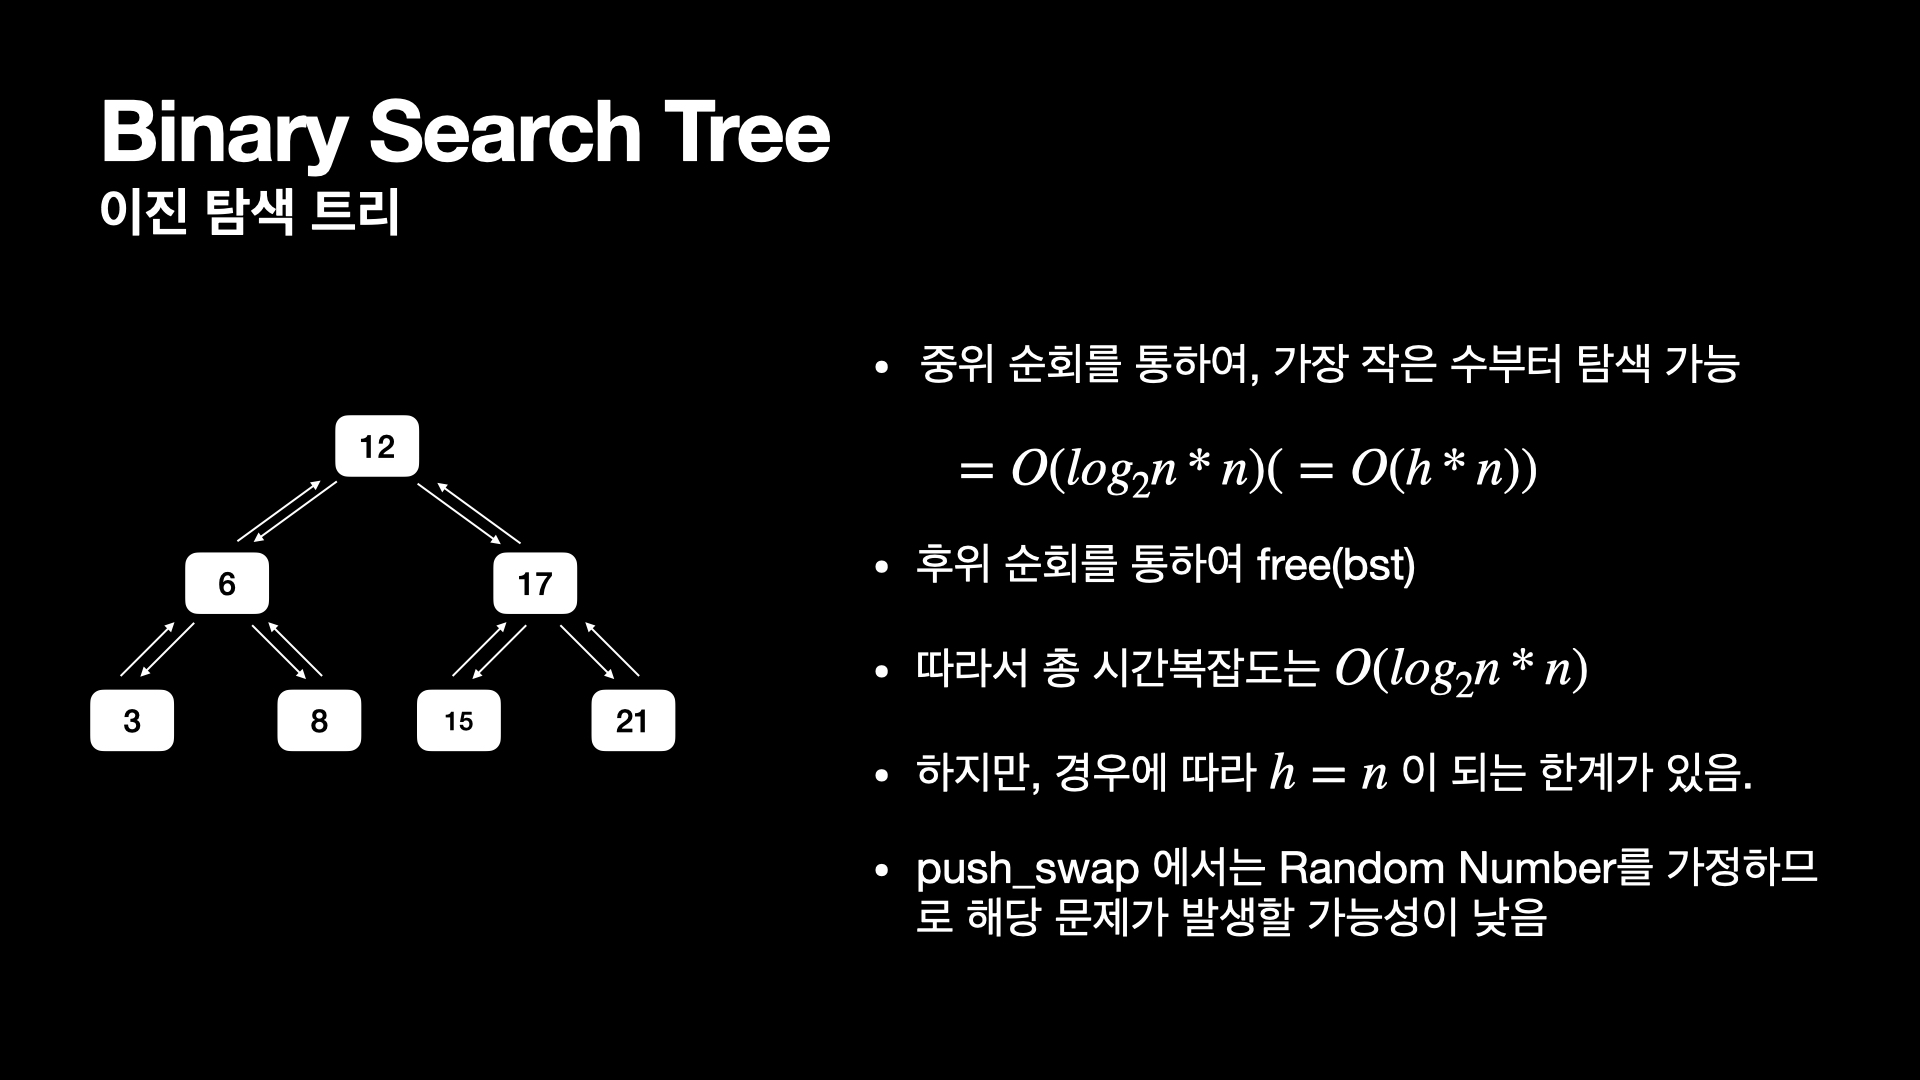 Binary Search Tree
이진 탐색 트리
12
6
17
3
8
15
21
• 중위 순회를 통하여, 가장 작은 수부터 탐색 가능
= O(log₂n * n)( = O(h * n))
• 후위 순회를 통하여 free(bst)
• 따라서 총 시간복잡도는 O(log₂n * n)
• 하지만, 경우에 따라 h = n 이 되는 한계가 있음.
• push_swap 에서는 Random Number를 가정하므
로 해당 문제가 발생할 가능성이 낮음